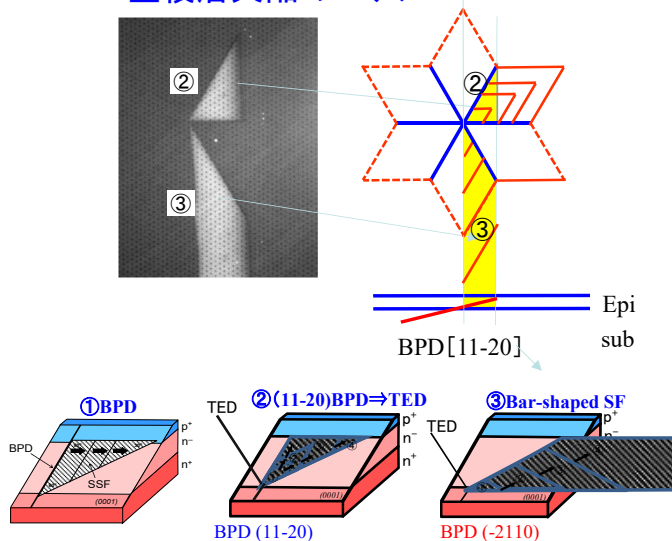 ②
③
②
③
Epi
sub
BPD[11-20]
①BPD
②(11-20)BPD⇒TED
③Bar-shaped SF
BPD
SSF
p⁺
n⁻
n⁺
(0001)
TED
p⁺
n⁻
n⁺
(0001)
BPD (11-20)
TED
p⁺
n⁻
n⁺
(0001)
BPD (-2110)